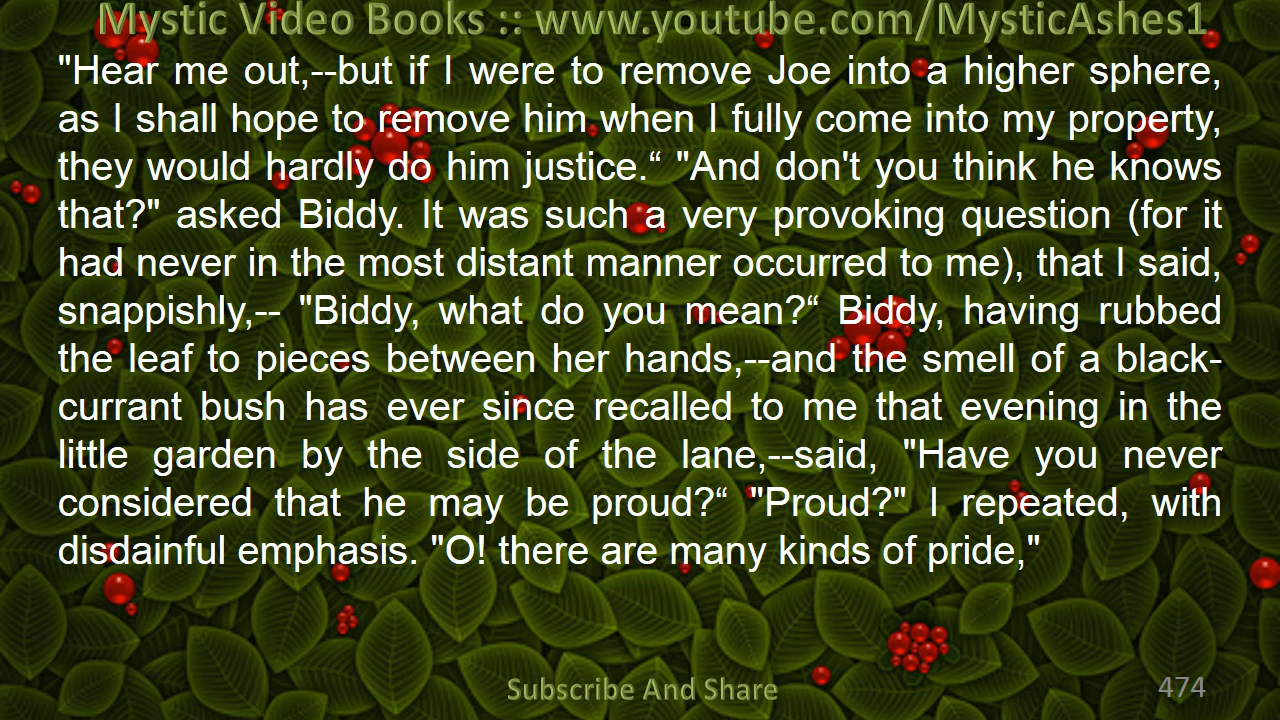 Mystic Video Books :: www.youtube.com/MysticAshes1
"Hear me out,--but if I were to remove Joe into a higher sphere,
as I shall hope to remove him when I fully come into my property,
they would hardly do him justice.“ "And don't you think he knows
that?" asked Biddy. It was such a very provoking question (for it
had never in the most distant manner occurred to me), that I said,
snappishly,-- "Biddy, what do you mean?“ Biddy, having rubbed
the leaf to pieces between her hands,--and the smell of a black-
currant bush has ever since recalled to me that evening in the
little garden by the side of the lane,--said, "Have you never
considered that he may be proud?“ "Proud?" I repeated, with
disdainful emphasis. "O! there are many kinds of pride,"
Subscribe And Share
474